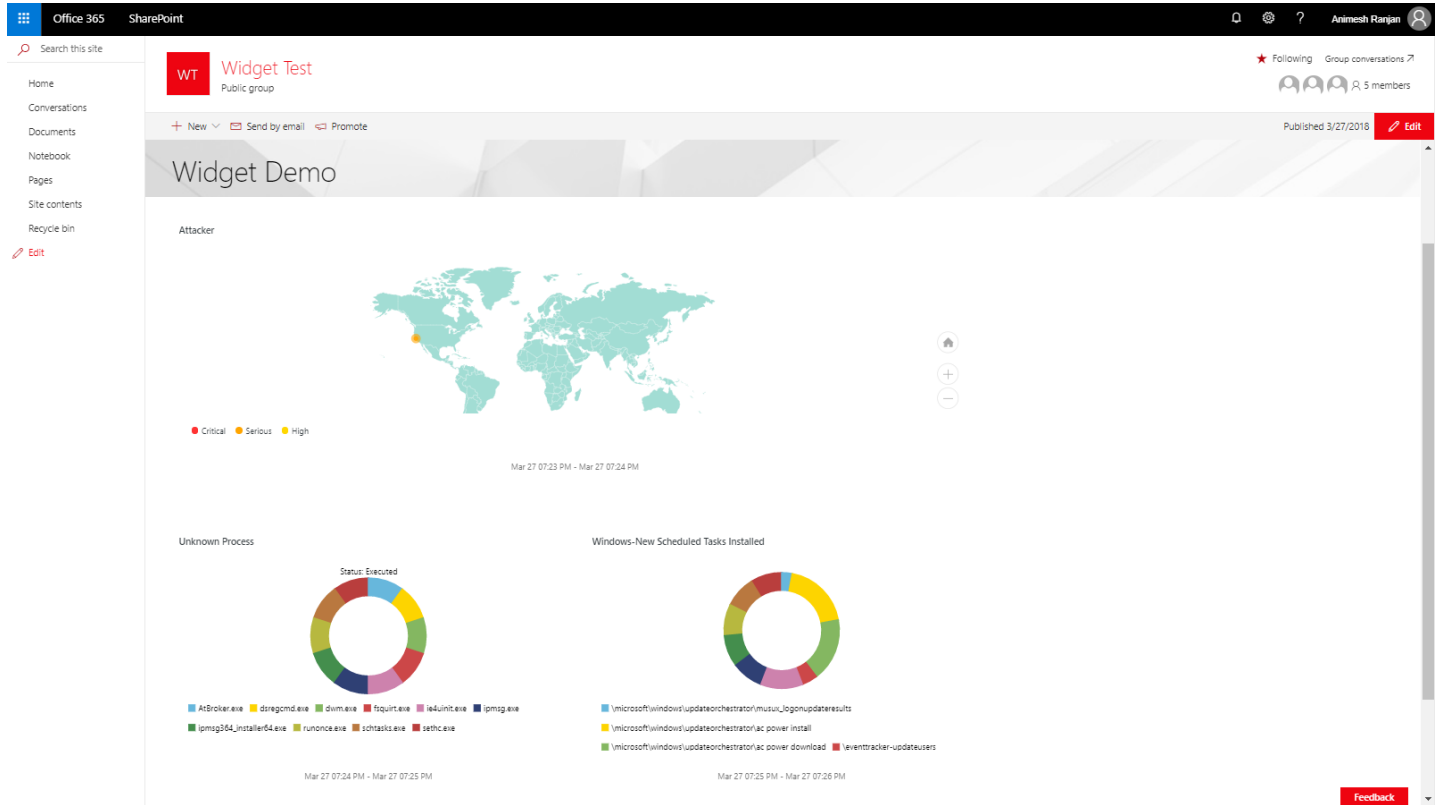 Office 365 SharePoint
Animesh Ranjan
Search this site
Home
Conversations
Documents
Notebook
Pages
Site contents
Recycle bin
Edit
WT
Widget Test
Public group
Following Group conversations
5 members
New Send by email Promote
Published 3/27/2018 Edit
Widget Demo
Attacker
Critical Serious High
Mar 27 07:23 PM - Mar 27 07:24 PM
Unknown Process
Status: Executed
AtBroker.exe dsregcmd.exe dwm.exe fsquirt.exe ie4uinit.exe ipmsg.exe
ipmsg364_installer64.exe runonce.exe schtasks.exe sethc.exe
Mar 27 07:24 PM - Mar 27 07:25 PM
Windows-New Scheduled Tasks Installed
\microsoft\windows\updateorchestrator\musux_logonupdateresults
\microsoft\windows\updateorchestrator\ac power install
\microsoft\windows\updateorchestrator\ac power download \eventtracker-updateusers
Mar 27 07:25 PM - Mar 27 07:26 PM
Feedback